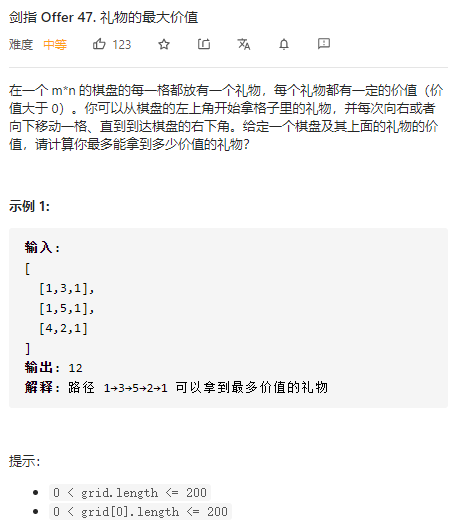 剑指 Offer 47. 礼物的最大价值
难度 中等 123
在一个 m*n 的棋盘的每一格都放有一个礼物，每个礼物都有一定的价值（价
值大于 0）。你可以从棋盘的左上角开始拿格子里的礼物，并每次向右或者
向下移动一格、直到到达棋盘的右下角。给定一个棋盘及其上面的礼物的价
值，请计算你最多能拿到多少价值的礼物？
示例 1:
输入:
[
[1,3,1],
[1,5,1],
[4,2,1]
]
输出: 12
解释: 路径 1→3→5→2→1 可以拿到最多价值的礼物
提示：
• 0 < grid.length <= 200
• 0 < grid[0].length <= 200